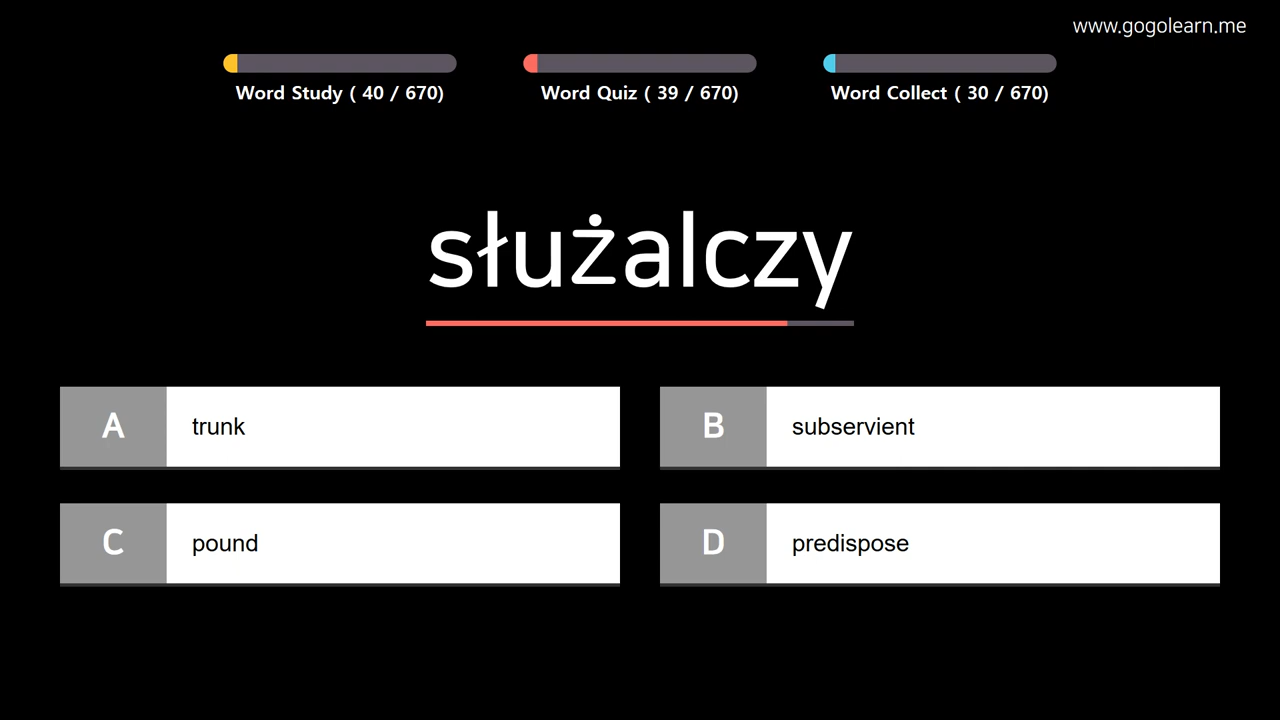 www.gogolearn.me
Word Study ( 40 / 670)
Word Quiz ( 39 / 670)
Word Collect ( 30 / 670)
służalczy
A trunk
B subservient
C pound
D predispose